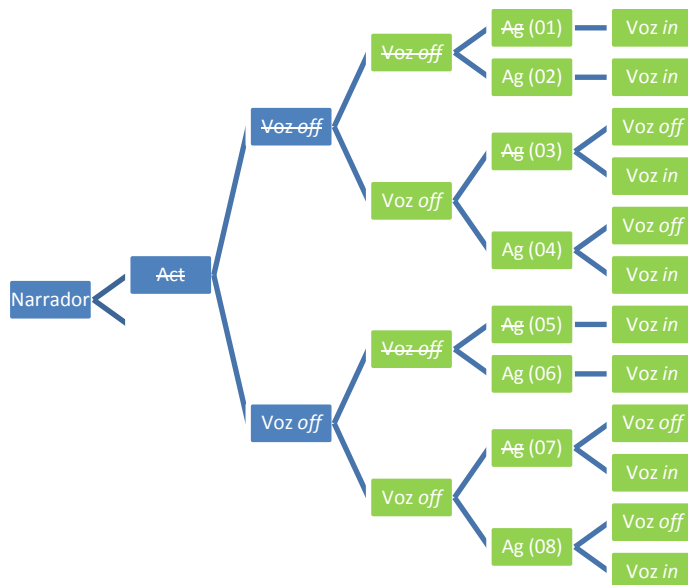 Narrador
Act
Voz off
Voz off
Voz off
Voz off
Voz off
Voz off
Ag (01)
Ag (02)
Ag (03)
Ag (04)
Ag (05)
Ag (06)
Ag (07)
Ag (08)
Voz in
Voz in
Voz off
Voz in
Voz off
Voz in
Voz in
Voz in
Voz off
Voz in
Voz off
Voz in